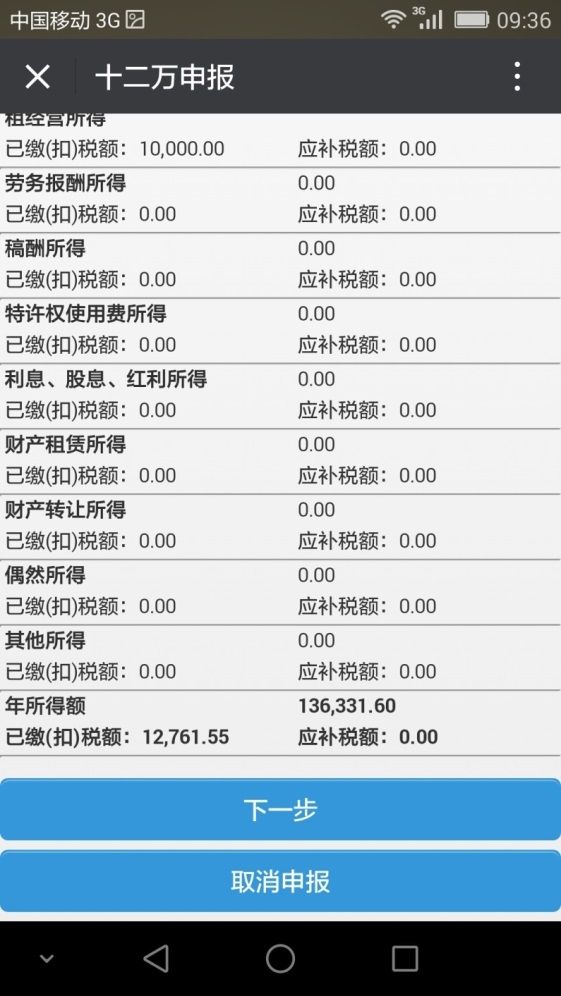 中国移动 3G 3G 09:36
十二万申报
租经营所得
已缴(扣)税额：10,000.00 应补税额：0.00
劳务报酬所得 0.00
已缴(扣)税额：0.00 应补税额：0.00
稿酬所得 0.00
已缴(扣)税额：0.00 应补税额：0.00
特许权使用费所得 0.00
已缴(扣)税额：0.00 应补税额：0.00
利息、股息、红利所得 0.00
已缴(扣)税额：0.00 应补税额：0.00
财产租赁所得 0.00
已缴(扣)税额：0.00 应补税额：0.00
财产转让所得 0.00
已缴(扣)税额：0.00 应补税额：0.00
偶然所得 0.00
已缴(扣)税额：0.00 应补税额：0.00
其他所得 0.00
已缴(扣)税额：0.00 应补税额：0.00
年所得额 136,331.60
已缴(扣)税额：12,761.55 应补税额：0.00
下一步
取消申报